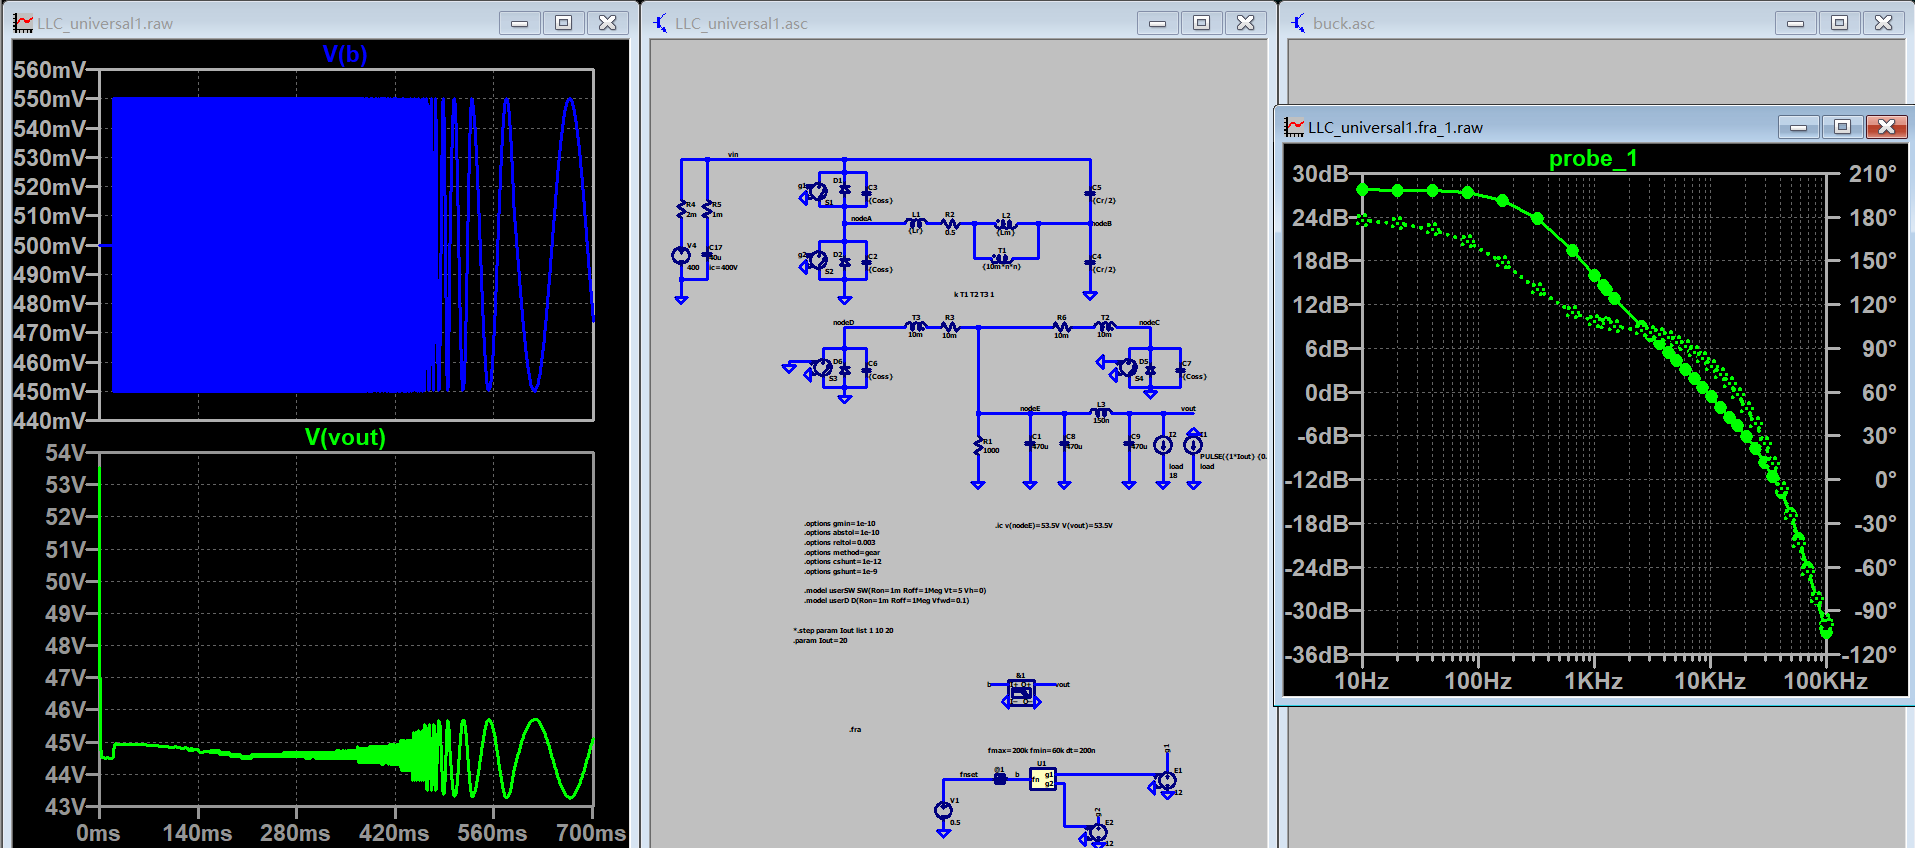 LLC_universal1.raw
V(b)
560mV
550mV
540mV
530mV
520mV
510mV
500mV
490mV
480mV
470mV
460mV
450mV
440mV
V(vout)
54V
53V
52V
51V
50V
49V
48V
47V
46V
45V
44V
43V
0ms 140ms 280ms 420ms 560ms 700ms
LLC_universal1.asc
vin
g1
D1
C3
S1
{Coss}
C5
{Cr/2}
R4
2m
R5
1m
nodeA
L1
{Lr}
R2
0.5
L2
{Lm}
nodeB
V4
400
C17
ic=400V
g2
D2
C2
S2
{Coss}
T1
{10m*n*n}
C4
{Cr/2}
k T1 T2 T3 1
nodeD
T3
10m
R3
10m
R6
10m
T2
10m
nodeC
D6
C6
S3
{Coss}
D5
C7
S4
{Coss}
nodeE
L3
150n
vout
R1
1000
C1
470u
C8
470u
C9
470u
I2
load
18
I1
PULSE({1*Iout} {0.
load
.options gmin=1e-10
.options abstol=1e-10
.options reltol=0.003
.options method=gear
.options cshunt=1e-12
.options gshunt=1e-9
.ic v(nodeE)=53.5V V(vout)=53.5V
.model userSW SW(Ron=1m Roff=1Meg Vt=5 Vh=0)
.model userD D(Ron=1m Roff=1Meg Vfwd=0.1)
*.step param Iout list 1 10 20
.param Iout=20
&1
b
vout
.fra
fmax=200k fmin=60k dt=200n
fnset
@1
b
U1
fn
g1
g2
g1
E1
12
V1
0.5
g2
E2
12
buck.asc
LLC_universal1.fra_1.raw
probe_1
30dB 210°
24dB 180°
18dB 150°
12dB 120°
6dB 90°
0dB 60°
-6dB 30°
-12dB 0°
-18dB -30°
-24dB -60°
-30dB -90°
-36dB -120°
10Hz 100Hz 1KHz 10KHz 100KHz